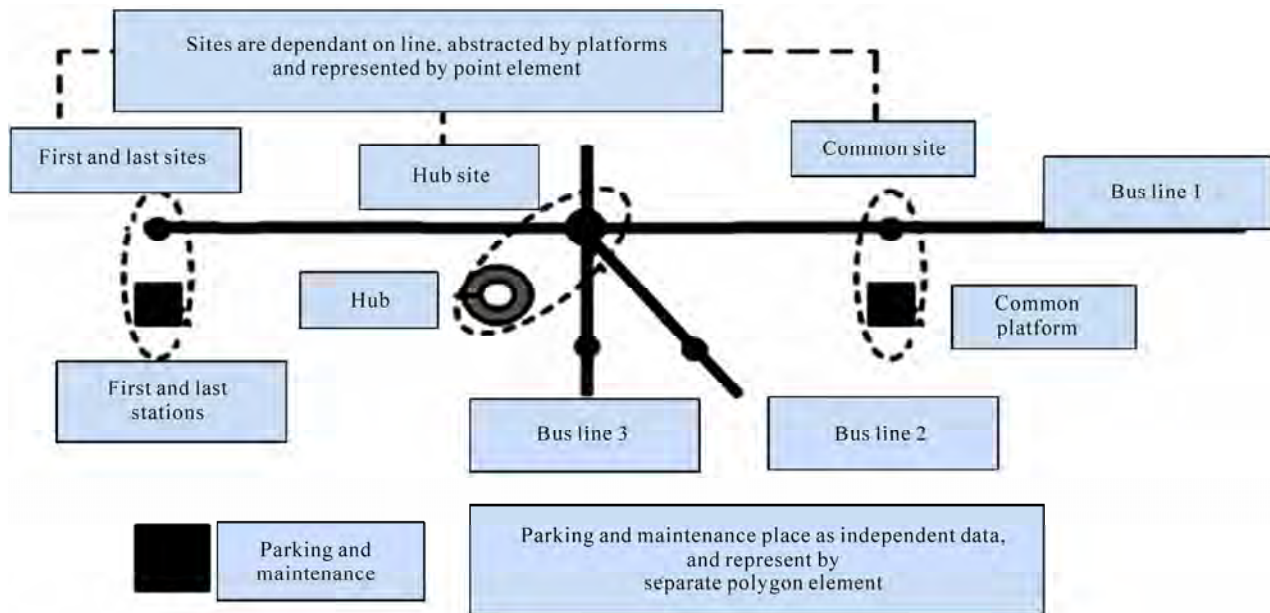 Sites are dependant on line, abstracted by platforms
and represented by point element
First and last sites
Hub site
Common site
Bus line 1
Hub
Common
platform
First and last
stations
Bus line 3
Bus line 2
Parking and
maintenance
Parking and maintenance place as independent data,
and represent by
separate polygon element